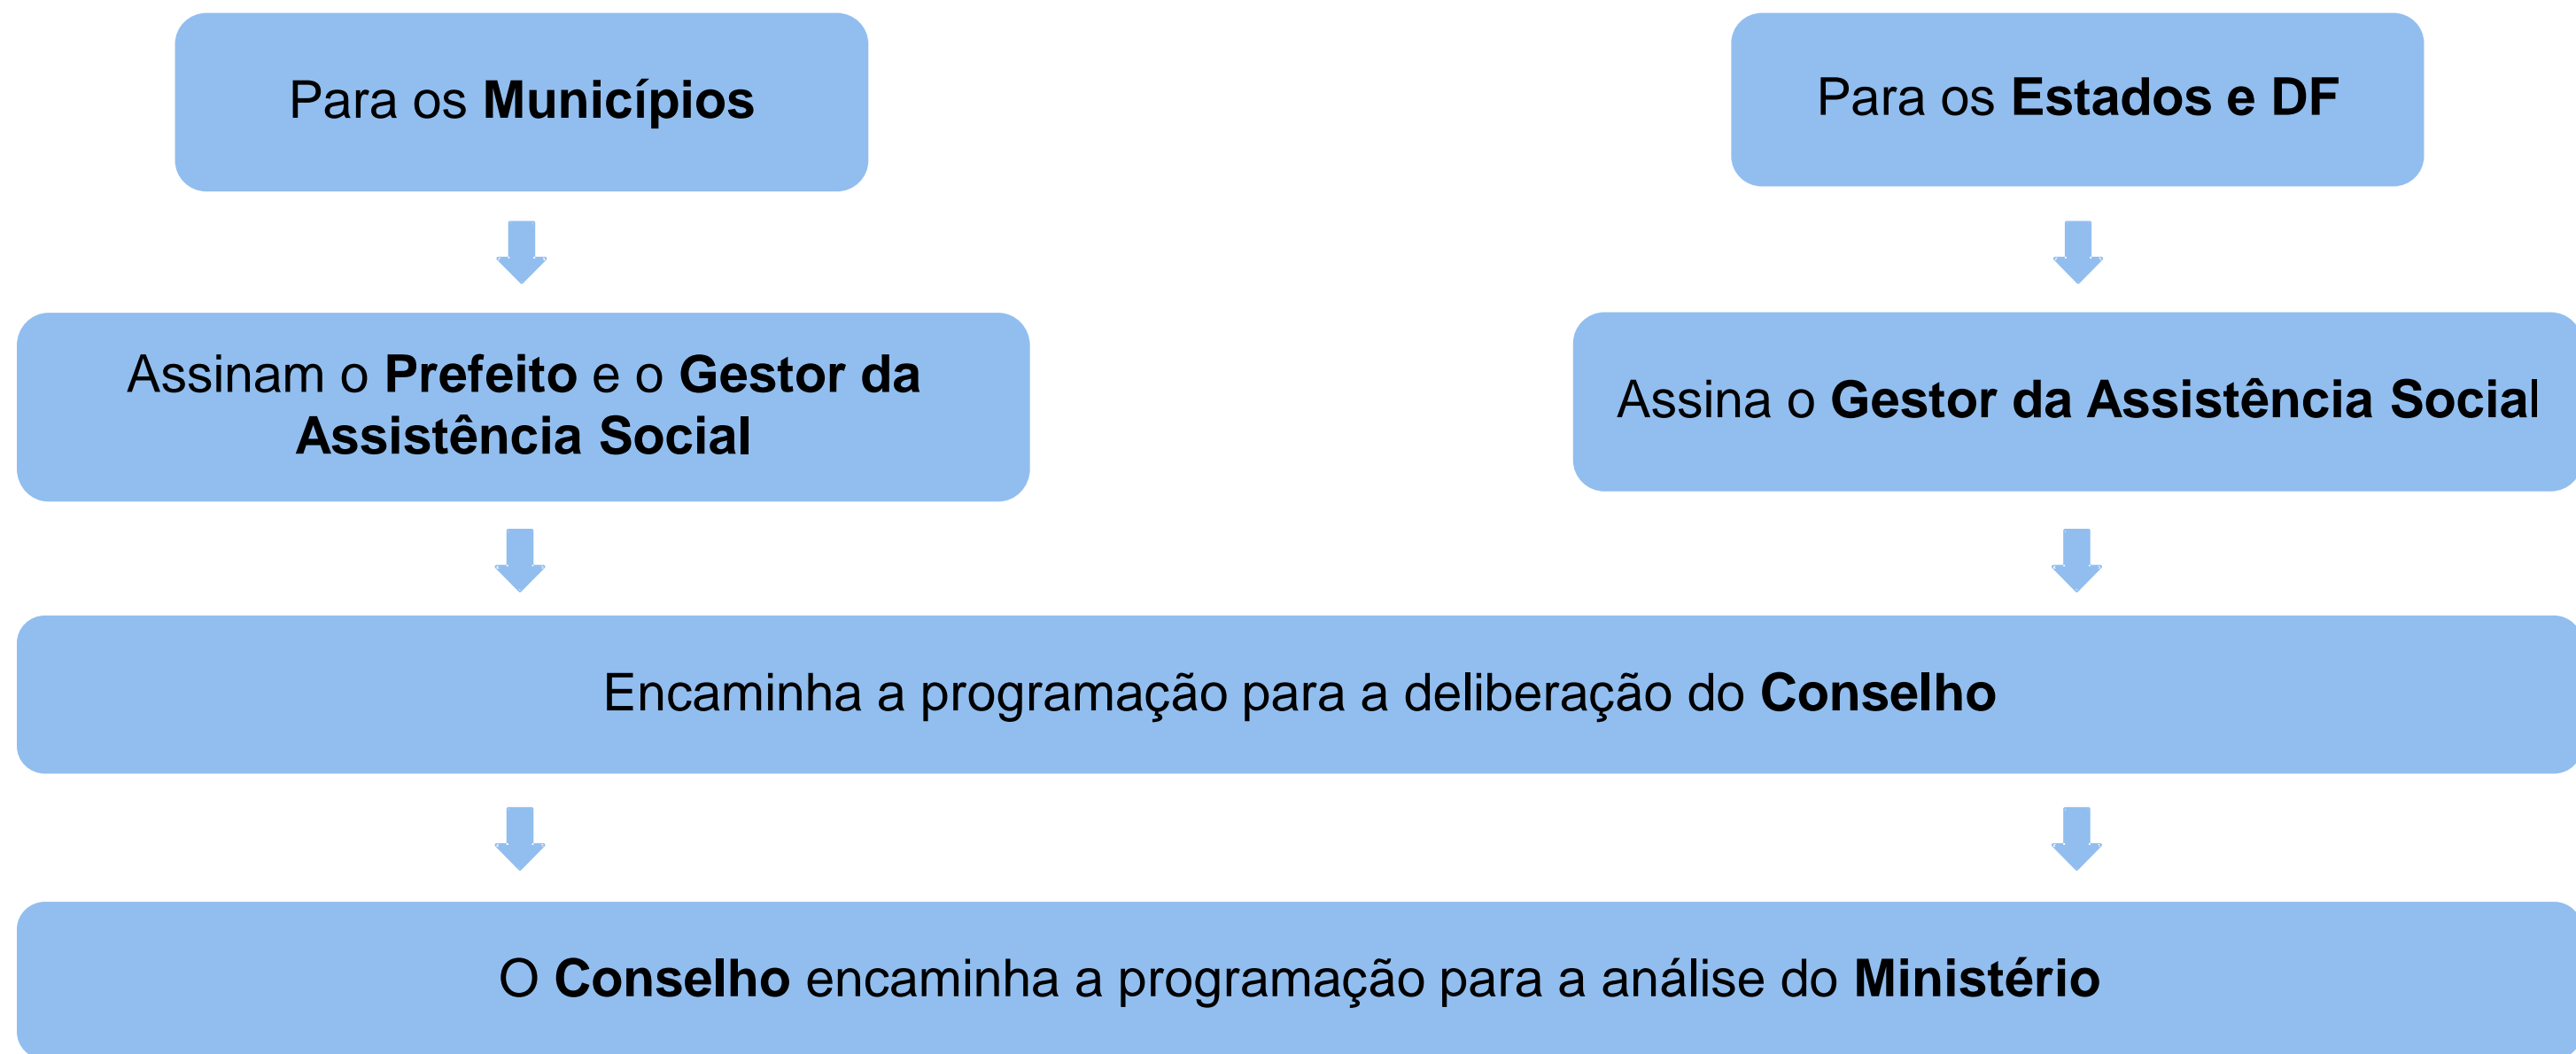 Para os Municípios
Para os Estados e DF
Assinam o Prefeito e o Gestor da
Assistência Social
Assina o Gestor da Assistência Social
Encaminha a programação para a deliberação do Conselho
O Conselho encaminha a programação para a análise do Ministério